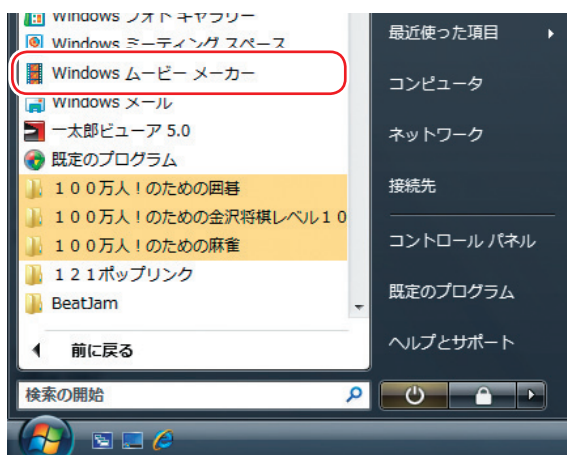 Windows フォト ギャラリー
Windows ミーティング スペース
Windows ムービー メーカー
Windows メール
一太郎ビューア 5.0
既定のプログラム
１００万人！のための囲碁
１００万人！のための金沢将棋レベル１０
１００万人！のための麻雀
１２１ポップリンク
BeatJam
前に戻る
検索の開始
最近使った項目
コンピュータ
ネットワーク
接続先
コントロール パネル
既定のプログラム
ヘルプとサポート